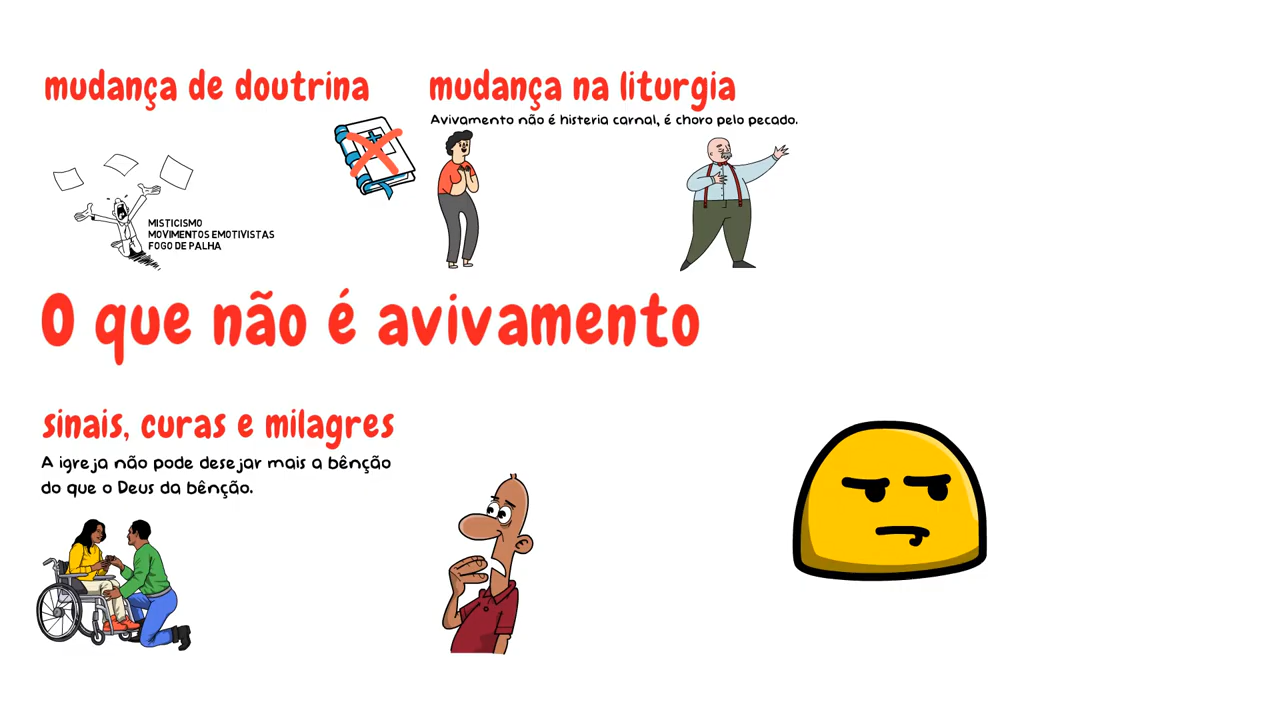 mudança de doutrina
mudança na liturgia
Avivamento não é histeria carnal, é choro pelo pecado.
MISTICISMO
MOVIMENTOS EMOTIVISTAS
FOGO DE PALHA
O que não é avivamento
sinais, curas e milagres
A igreja não pode desejar mais a bênção
do que o Deus da bênção.